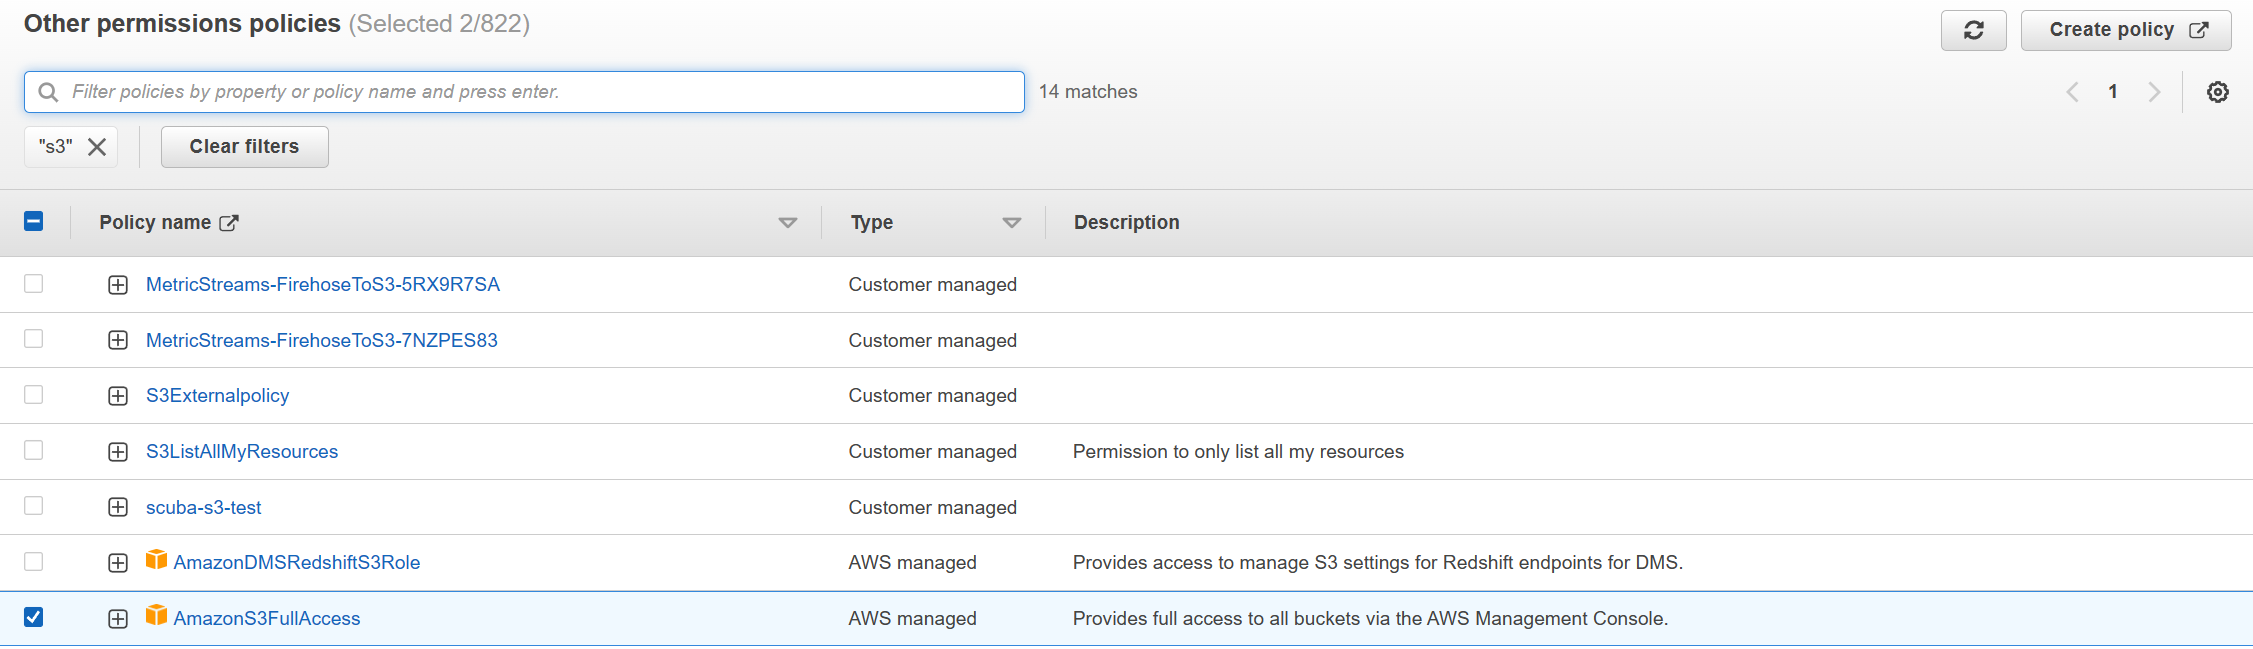 Other permissions policies (Selected 2/822)
Create policy
Filter policies by property or policy name and press enter.
14 matches
1
"s3"
Clear filters
Policy name
Type
Description
MetricStreams-FirehoseToS3-5RX9R7SA Customer managed
MetricStreams-FirehoseToS3-7NZPES83 Customer managed
S3Externalpolicy Customer managed
S3ListAllMyResources Customer managed Permission to only list all my resources
scuba-s3-test Customer managed
AmazonDMSRedshiftS3Role AWS managed Provides access to manage S3 settings for Redshift endpoints for DMS.
AmazonS3FullAccess AWS managed Provides full access to all buckets via the AWS Management Console.